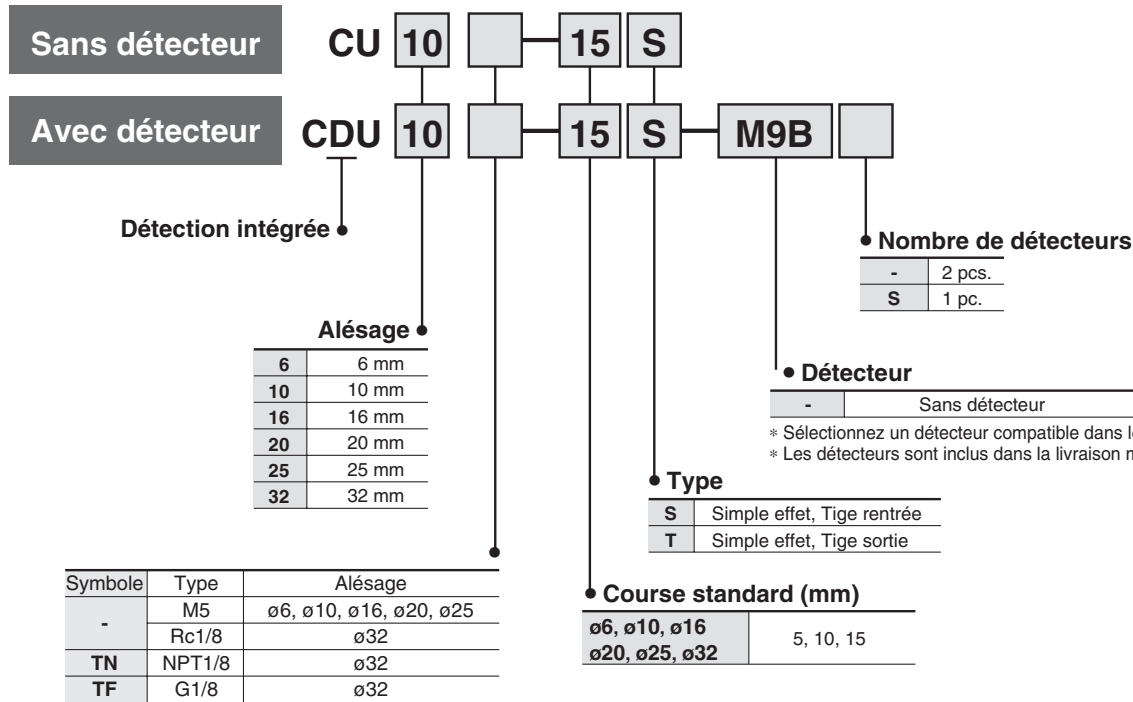 Sans détecteur CU 10 15 S
Avec détecteur CDU 10 15 S M9B
Détection intégrée
Nombre de détecteurs
- 2 pcs.
S 1 pc.
Alésage
6 6 mm
10 10 mm
16 16 mm
20 20 mm
25 25 mm
32 32 mm
Détecteur
- Sans détecteur
* Sélectionnez un détecteur compatible dans
* Les détecteurs sont inclus dans la livraison
Type
S Simple effet, Tige rentrée
T Simple effet, Tige sortie
Symbole Type Alésage
- M5 ø6, ø10, ø16, ø20, ø25
Rc1/8 ø32
TN NPT1/8 ø32
TF G1/8 ø32
Course standard (mm)
ø6, ø10, ø16
ø20, ø25, ø32
5, 10, 15